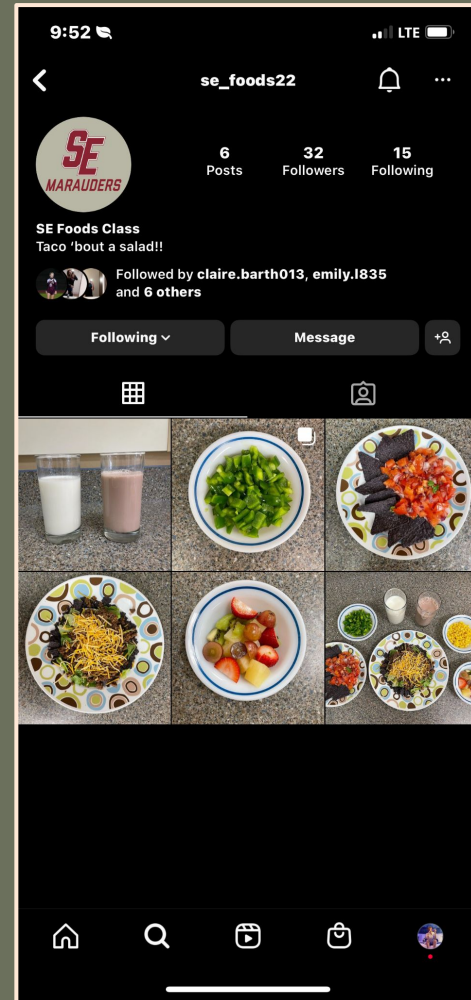 9:52
LTE
se_foods22
SE
MARAUDERS
6
Posts
32
Followers
15
Following
SE Foods Class
Taco ‘bout a salad!!
Followed by claire.barth013, emily.l835
and 6 others
Following
Message